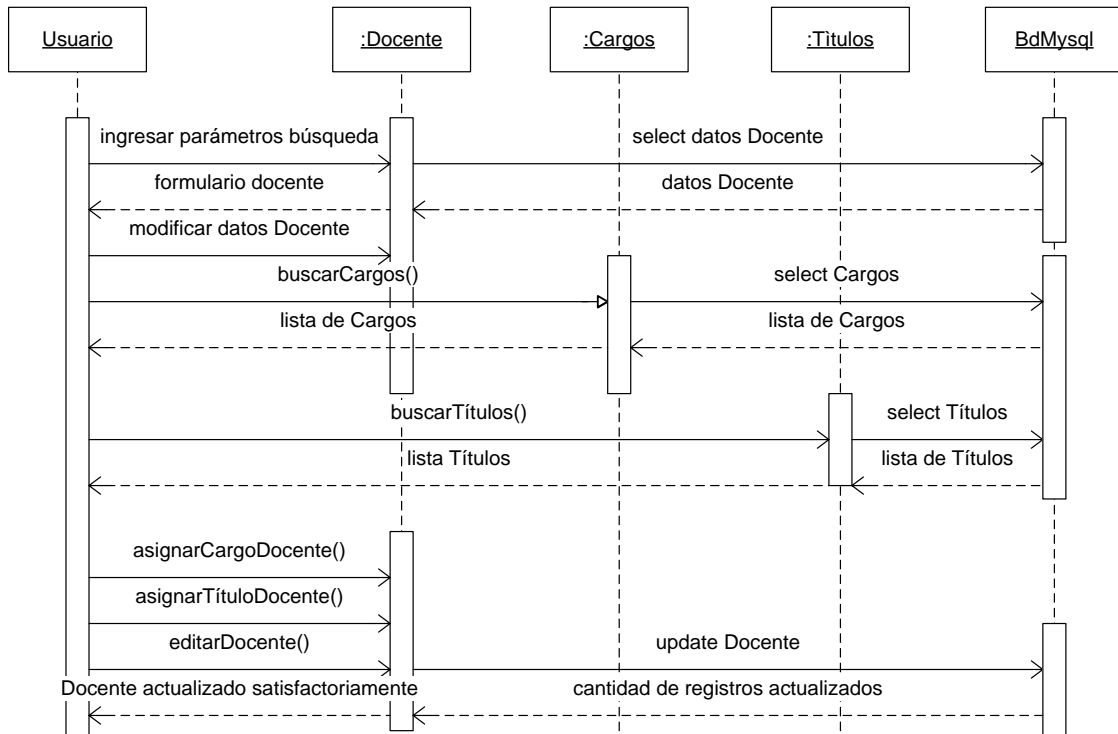 Usuario
:Docente
:Cargos
:Tìtulos
BdMysql
ingresar parámetros búsqueda
select datos Docente
formulario docente
datos Docente
modificar datos Docente
buscarCargos()
select Cargos
lista de Cargos
lista de Cargos
buscarTítulos()
select Títulos
lista Títulos
lista de Títulos
asignarCargoDocente()
asignarTítuloDocente()
editarDocente()
update Docente
Docente actualizado satisfactoriamente
cantidad de registros actualizados